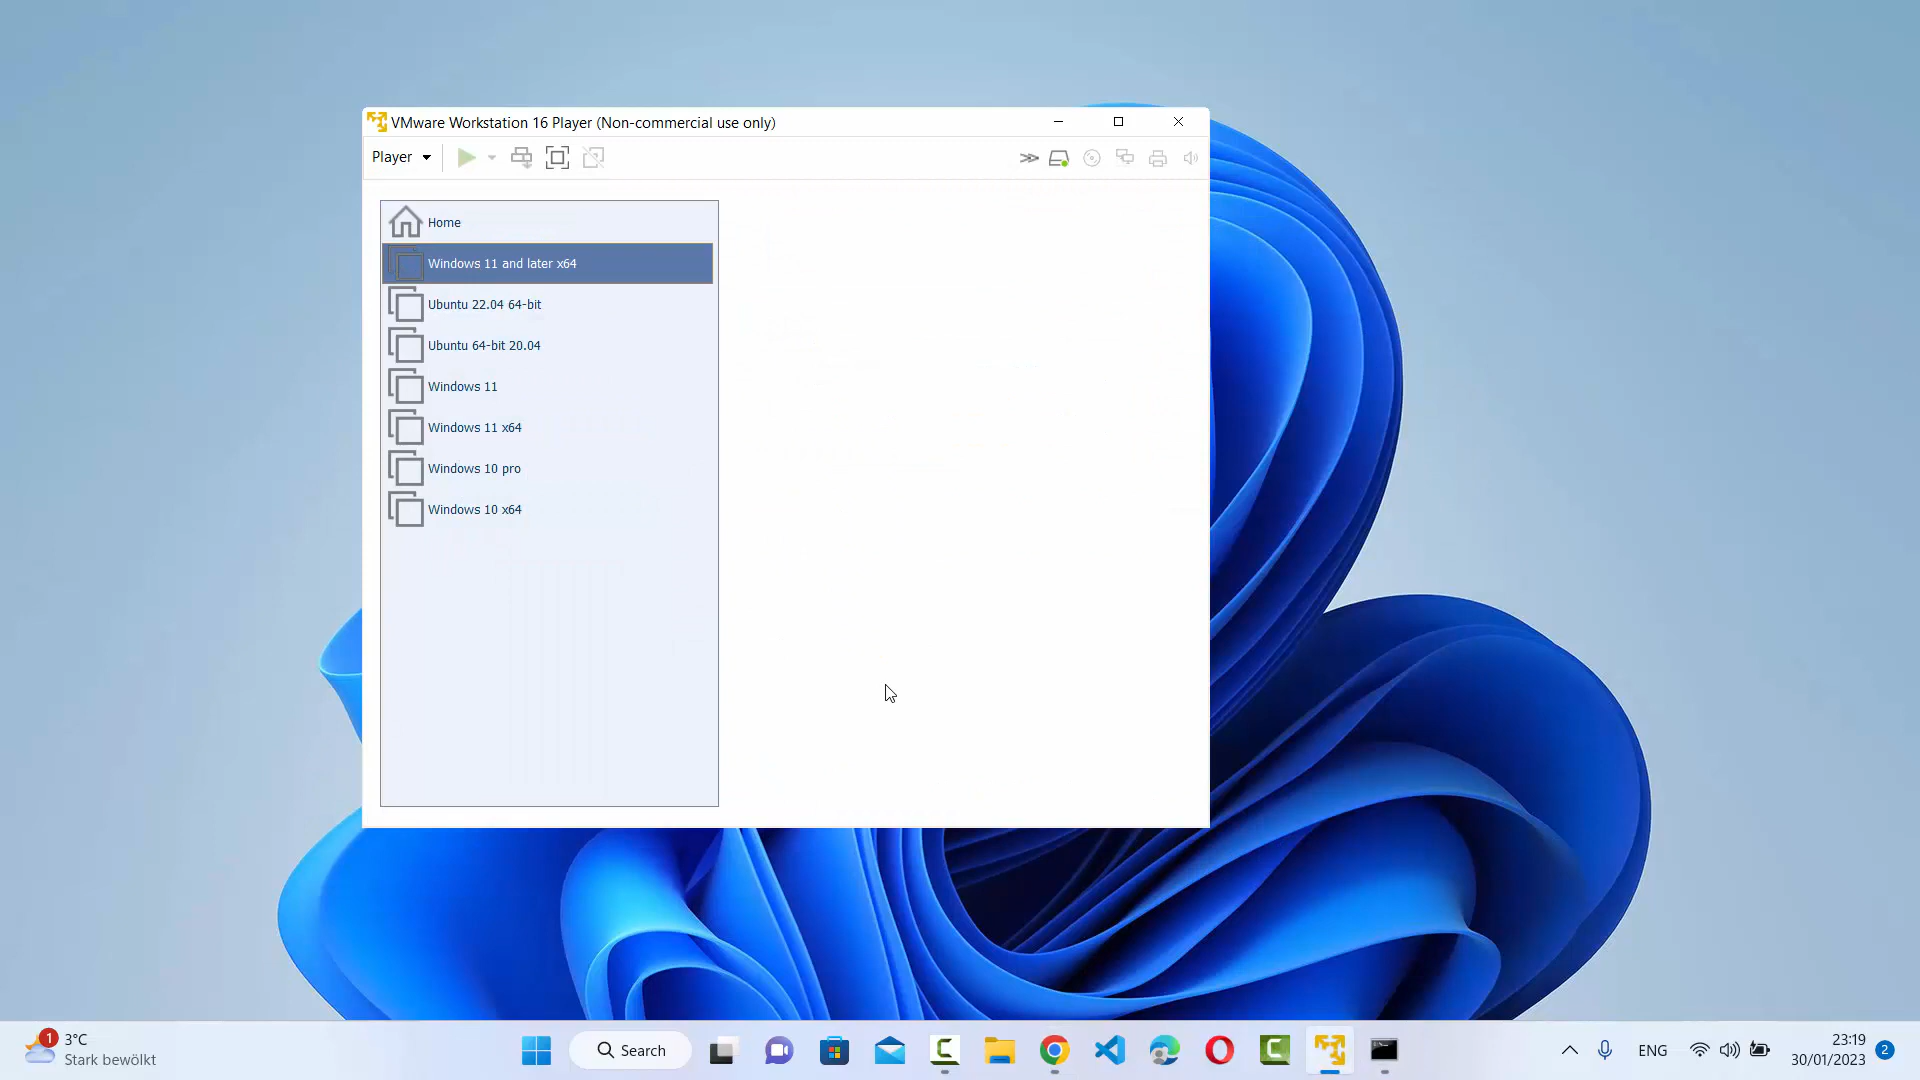 VMware Workstation 16 Player (Non-commercial use only)
Player
Home
Windows 11 and later x64
Ubuntu 22.04 64-bit
Ubuntu 64-bit 20.04
Windows 11
Windows 11 x64
Windows 10 pro
Windows 10 x64
1
3°C
Stark bewölkt
Search
ENG
23:19
30/01/2023
2